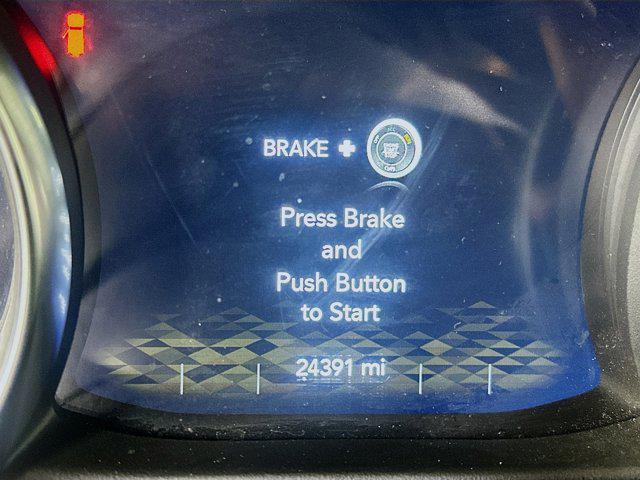 BRAKE +
Press Brake
and
Push Button
to Start
24391 mi